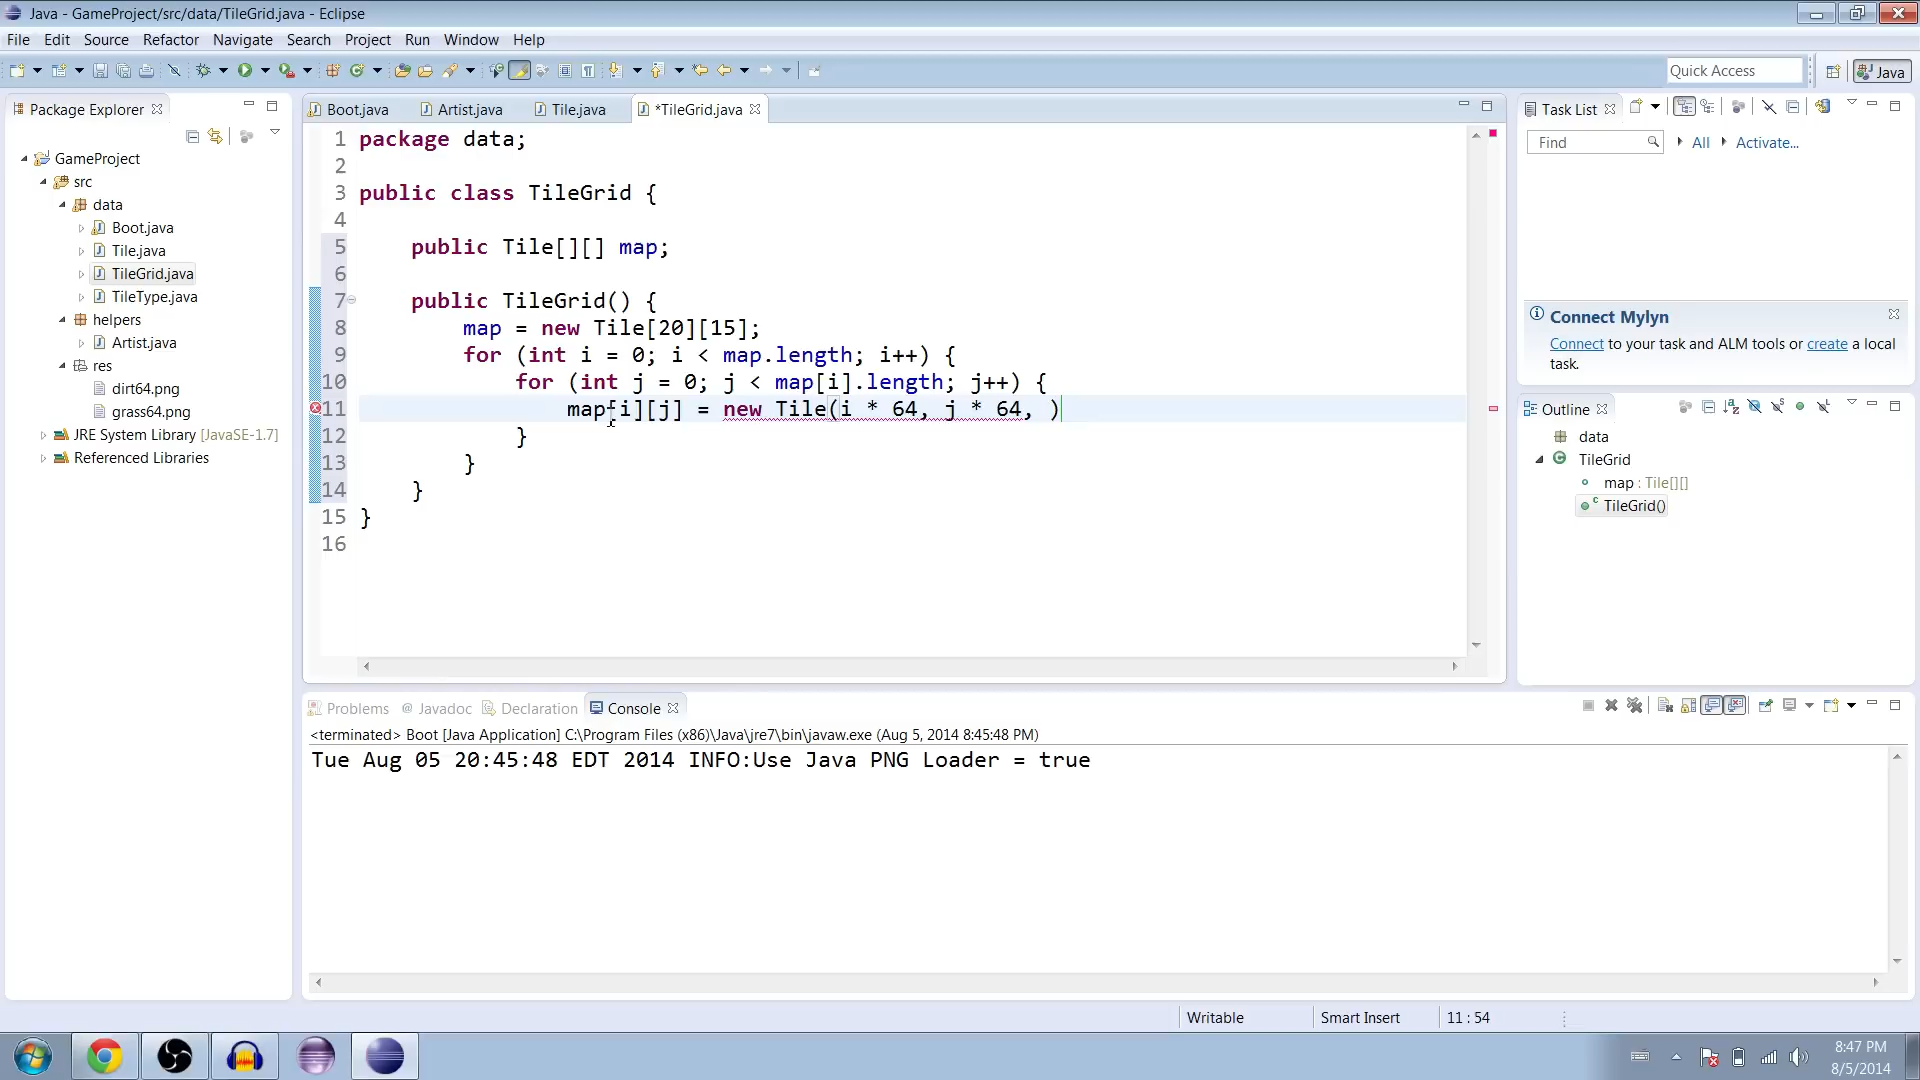 Java - GameProject/src/data/TileGrid.java - Eclipse
File Edit Source Refactor Navigate Search Project Run Window Help
Quick Access
Java
Package Explorer
GameProject
src
data
Boot.java
Tile.java
TileGrid.java
TileType.java
helpers
Artist.java
res
dirt64.png
grass64.png
JRE System Library [JavaSE-1.7]
Referenced Libraries
Boot.java Artist.java Tile.java *TileGrid.java
1 package data;
2
3 public class TileGrid {
4
5 public Tile[][] map;
6
7 public TileGrid() {
8 map = new Tile[20][15];
9 for (int i = 0; i < map.length; i++) {
10 for (int j = 0; j < map[i].length; j++) {
11 map[i][j] = new Tile(i * 64, j * 64, )
12 }
13 }
14 }
15 }
16
Task List
Find All Activate...
Connect Mylyn
Connect to your task and ALM tools or create a local
task.
Outline
data
TileGrid
map : Tile[][]
TileGrid()
Problems @ Javadoc Declaration Console
<terminated> Boot [Java Application] C:\Program Files (x86)\Java\jre7\bin\javaw.exe (Aug 5, 2014 8:45:48 PM)
Tue Aug 05 20:45:48 EDT 2014 INFO:Use Java PNG Loader = true
Writable Smart Insert 11 : 54
8:47 PM
8/5/2014